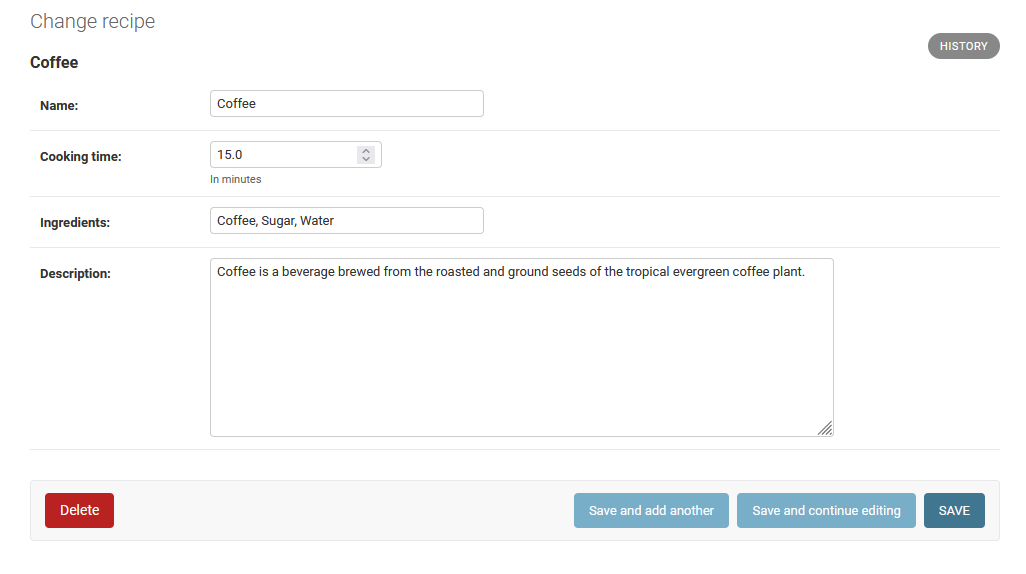 Change recipe
HISTORY
Coffee
Name: Coffee
Cooking time: 15.0
In minutes
Ingredients: Coffee, Sugar, Water
Description: Coffee is a beverage brewed from the roasted and ground seeds of the tropical evergreen coffee plant.
Delete Save and add another Save and continue editing SAVE